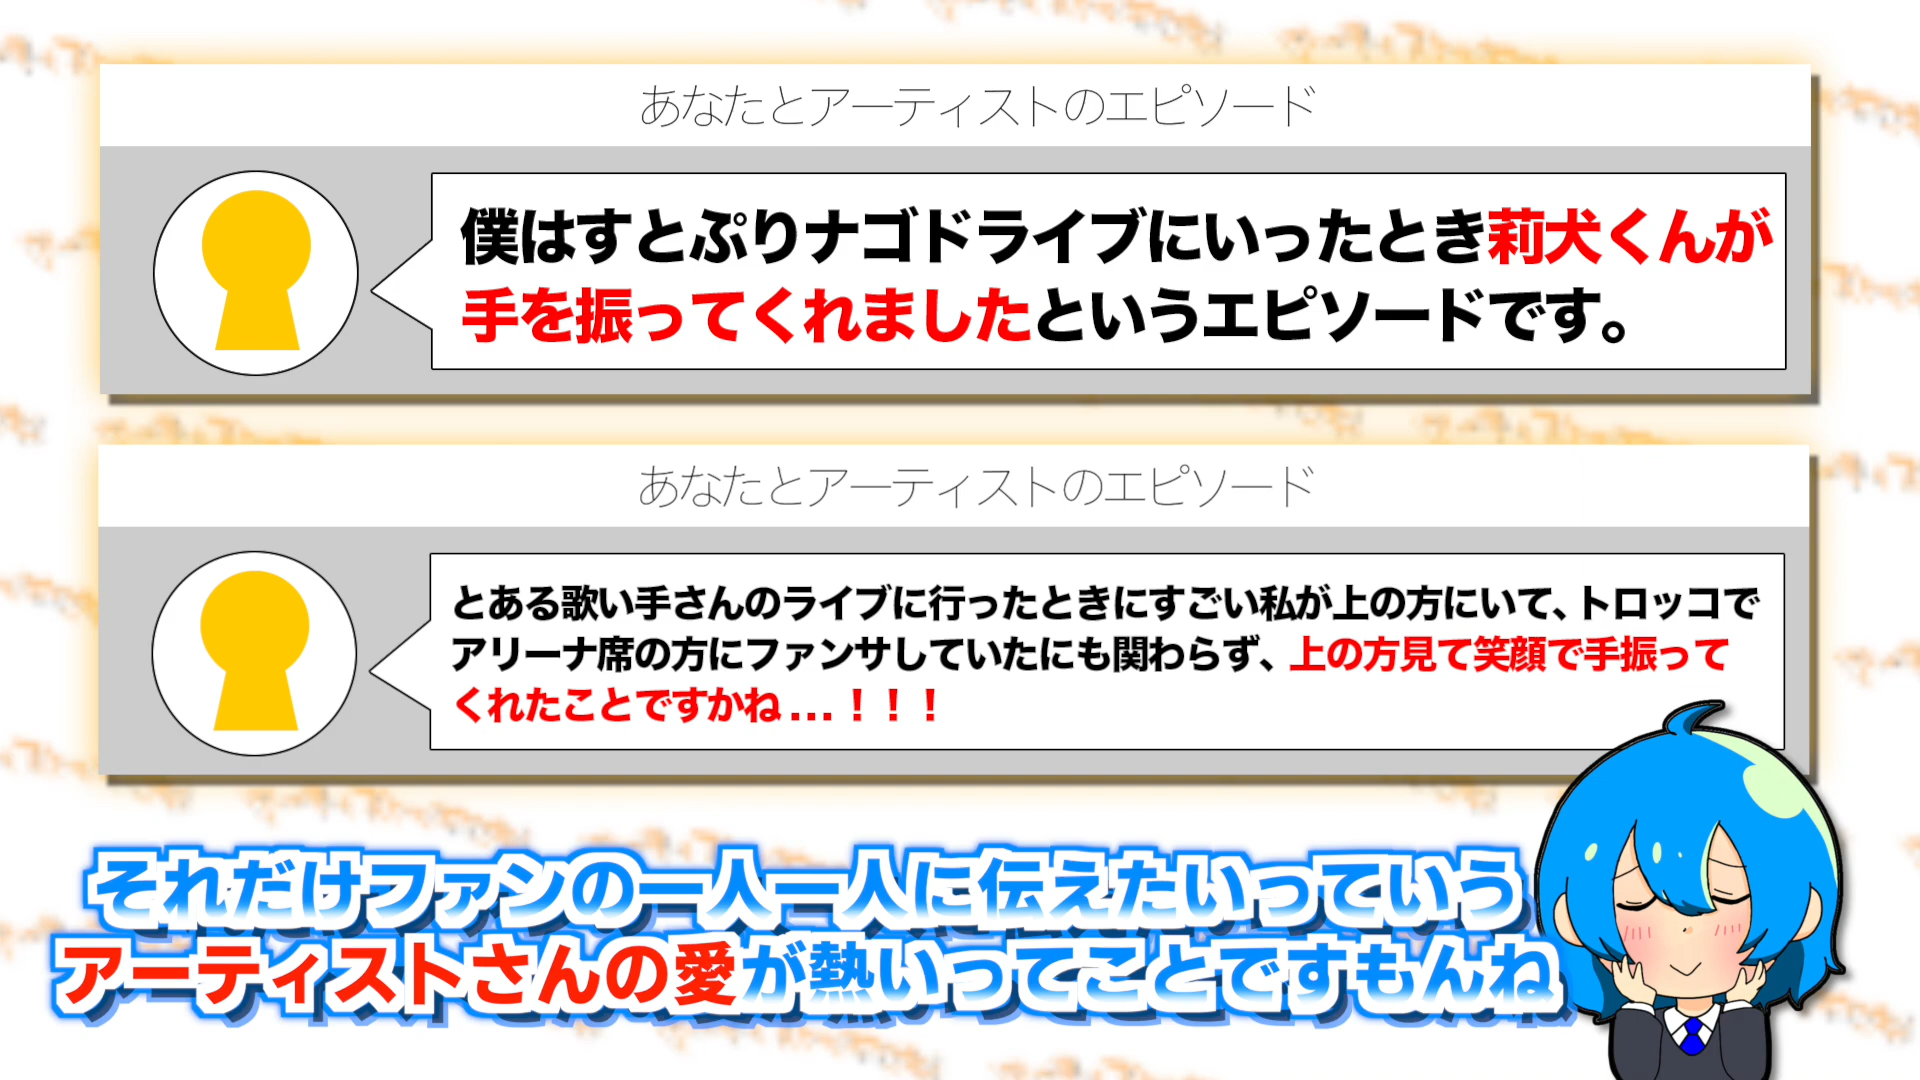 あなたとアーティストのエピソード
僕はすとぷりナゴドライブにいったとき莉犬くんが
手を振ってくれましたというエピソードです。
あなたとアーティストのエピソード
とある歌い手さんのライブに行ったときにすごい私が上の方にいて、トロッコで
アリーナ席の方にファンサしていたにも関わらず、上の方見て笑顔で手振って
くれたことですかね...！！！
それだけファンの一人一人に伝えたいっていう
アーティストさんの愛が熱いってことですもんね